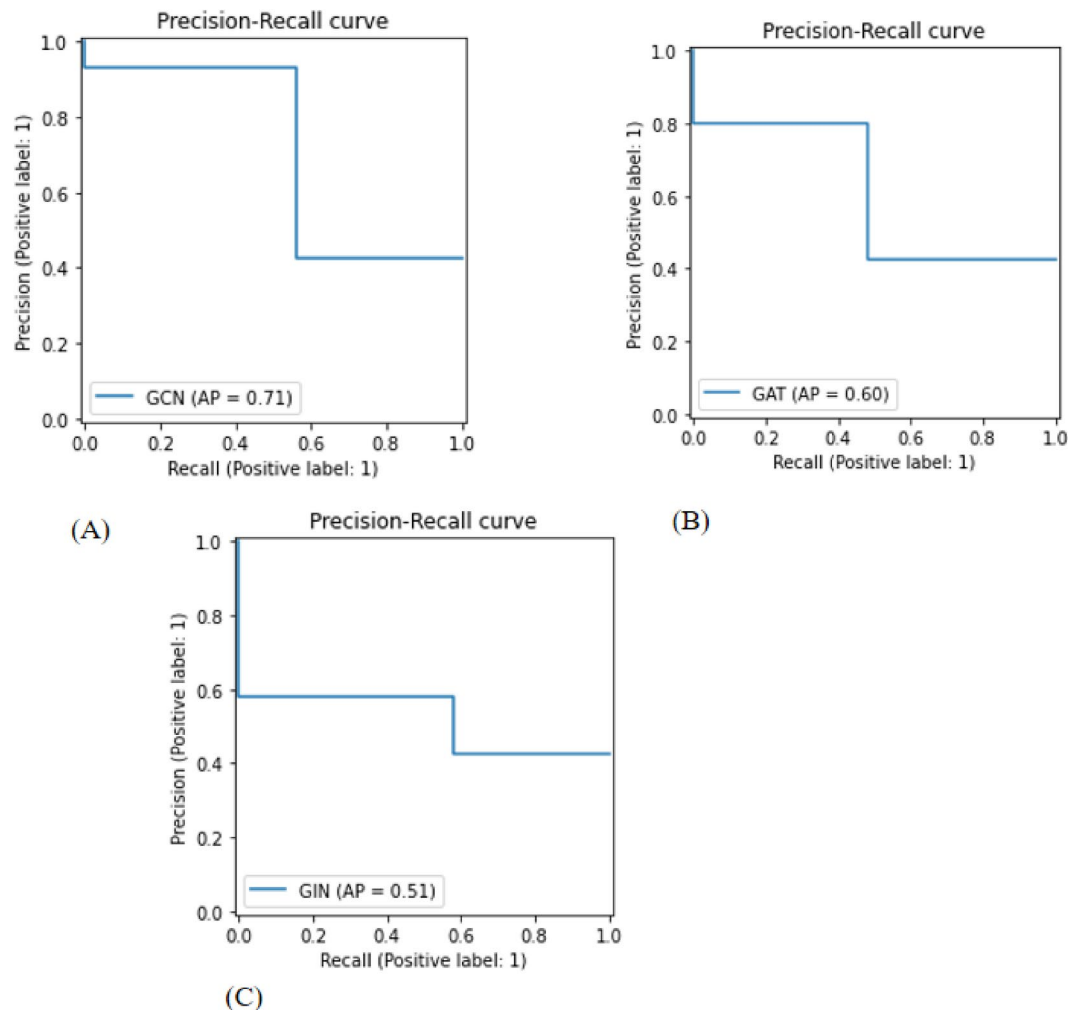 Precision-Recall curve
Precision (Positive label: 1)
1.0
0.8
0.6
0.4
0.2
0.0
GCN (AP = 0.71)
0.0 0.2 0.4 0.6 0.8 1.0
Recall (Positive label: 1)
(A)
Precision-Recall curve
Precision (Positive label: 1)
1.0
0.8
0.6
0.4
0.2
0.0
GAT (AP = 0.60)
0.0 0.2 0.4 0.6 0.8 1.0
Recall (Positive label: 1)
(B)
Precision-Recall curve
Precision (Positive label: 1)
1.0
0.8
0.6
0.4
0.2
0.0
GIN (AP = 0.51)
0.0 0.2 0.4 0.6 0.8 1.0
Recall (Positive label: 1)
(C)